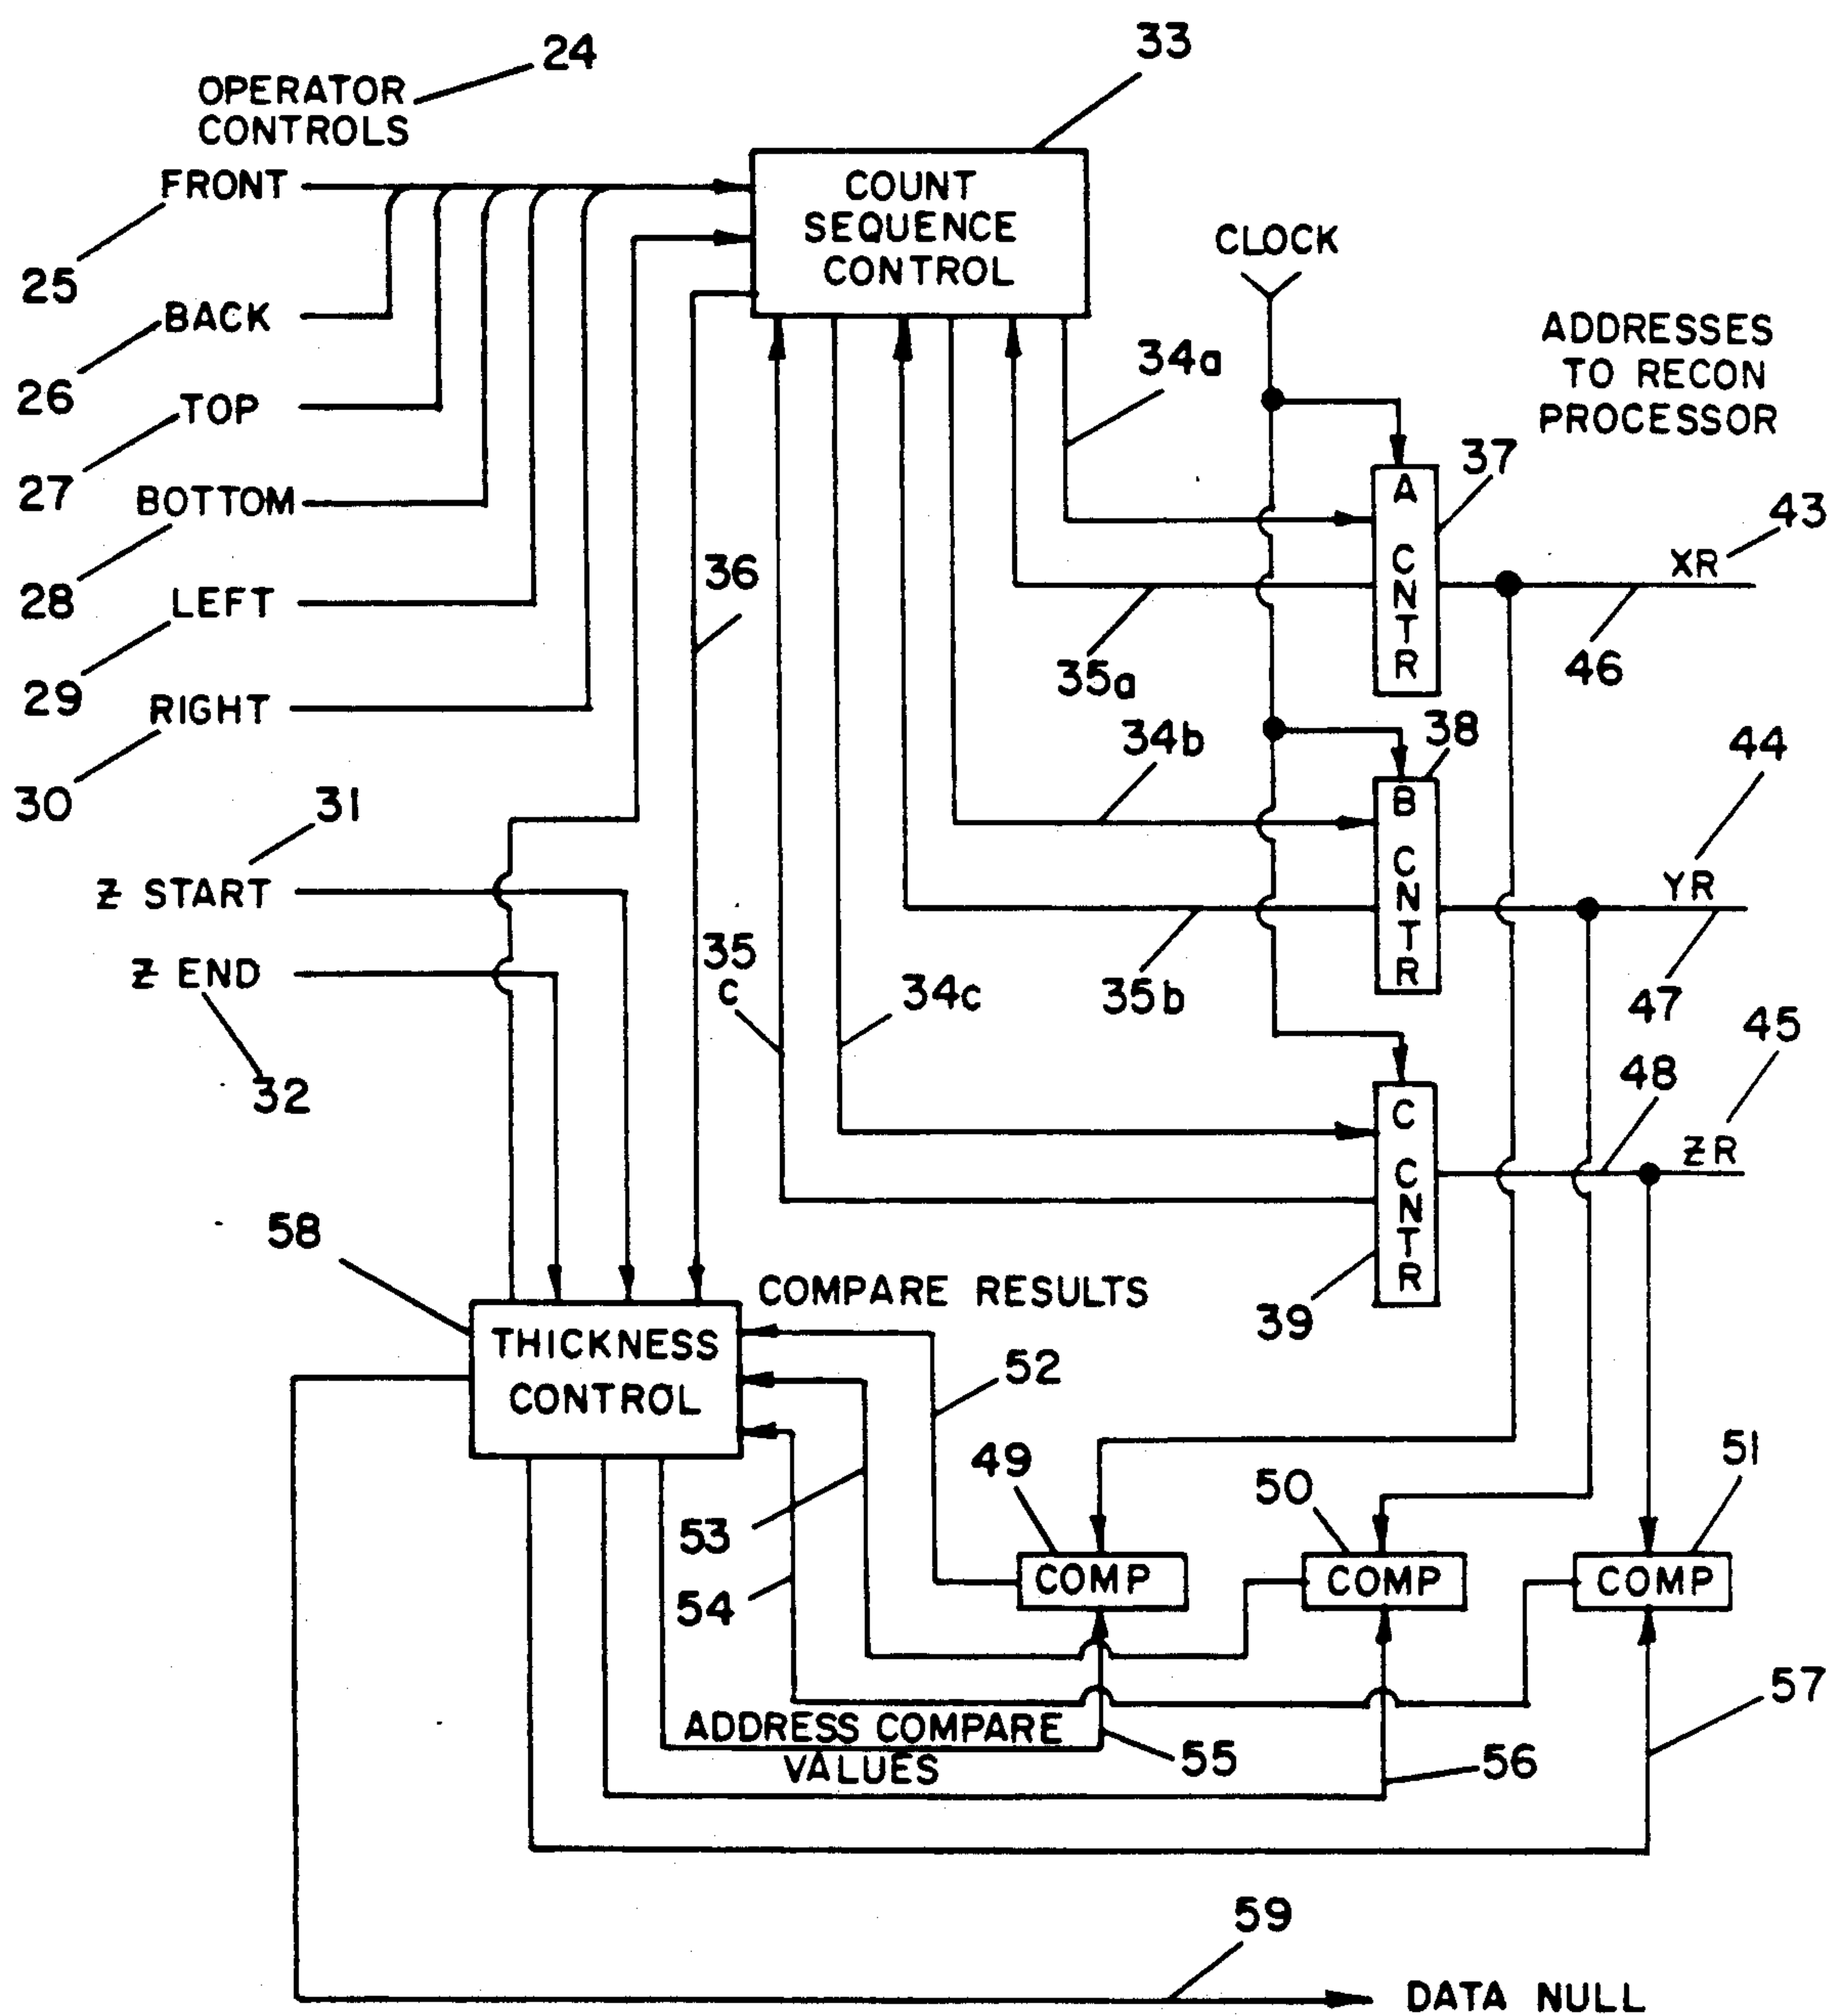 24
33
OPERATOR
CONTROLS
FRONT
25
COUNT
SEQUENCE
CONTROL
CLOCK
BACK
26
ADDRESSES
TO RECON
PROCESSOR
34a
TOP
27
A CNTR
37
43
XR
BOTTOM
28
36
LEFT
29
35a
46
RIGHT
30
34b
38
44
31
B CNTR
YR
Z START
35
c
34c
35b
47
45
Z END
32
48
C CNTR
ZR
58
COMPARE RESULTS
39
THICKNESS
CONTROL
52
49
50
51
53
54
COMP
COMP
COMP
57
ADDRESS COMPARE
VALUES
55
56
59
DATA NULL